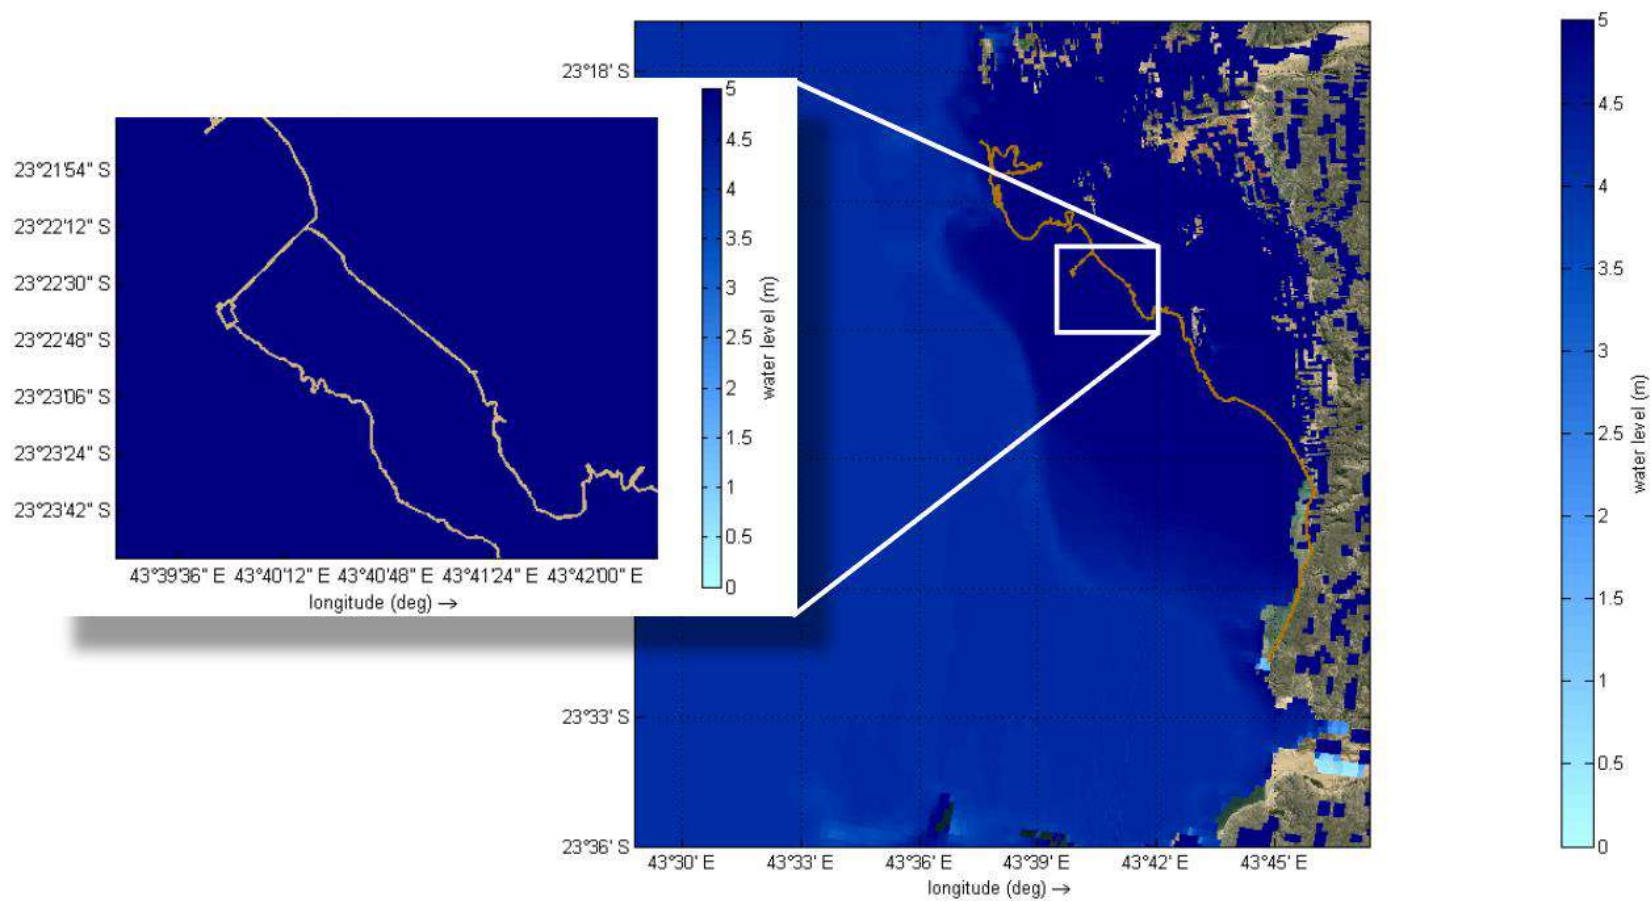 23°18' S
23°33' S
23°36' S
43°30' E 43°33' E 43°36' E 43°39' E 43°42' E 43°45' E
longitude (deg) →
23°21'54" S
23°22'12" S
23°22'30" S
23°22'48" S
23°23'06" S
23°23'24" S
23°23'42" S
43°39'36" E 43°40'12" E 43°40'48" E 43°41'24" E 43°42'00" E
longitude (deg) →
5
4.5
4
3.5
3
2.5
2
1.5
1
0.5
0
water level (m)
5
4.5
4
3.5
3
2.5
2
1.5
1
0.5
0
water level (m)